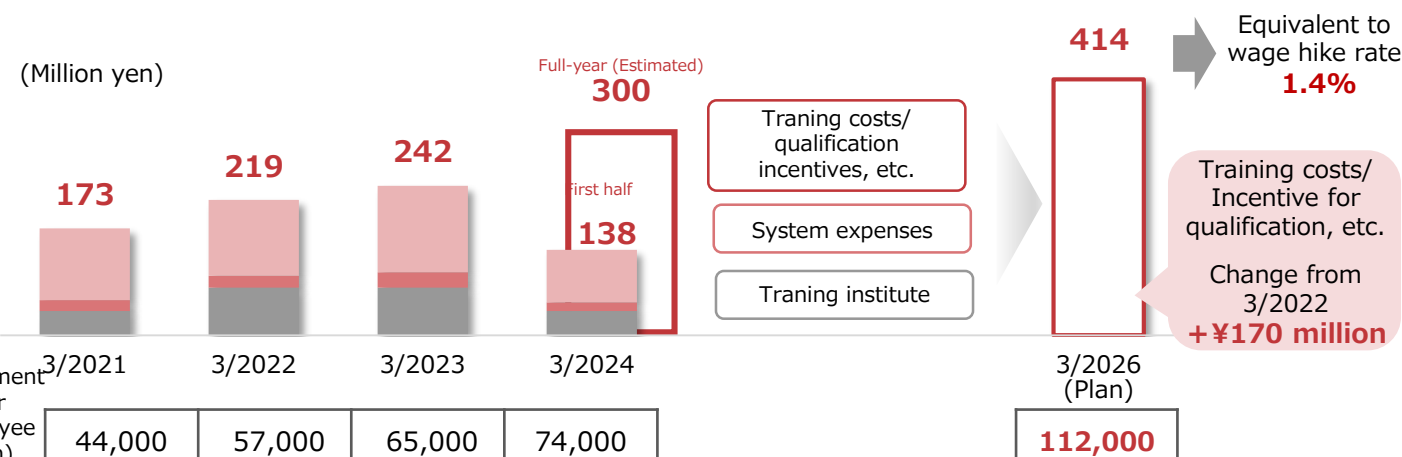 (Million yen)
173
219
242
Full-year (Estimated)
300
First half
138
Traning costs/
qualification
incentives, etc.
System expenses
Traning institute
414
Equivalent to
wage hike rate
1.4%
Training costs/
Incentive for
qualification, etc.
Change from
3/2022
+¥170 million
3/2021
3/2022
3/2023
3/2024
3/2026
(Plan)
44,000
57,000
65,000
74,000
112,000